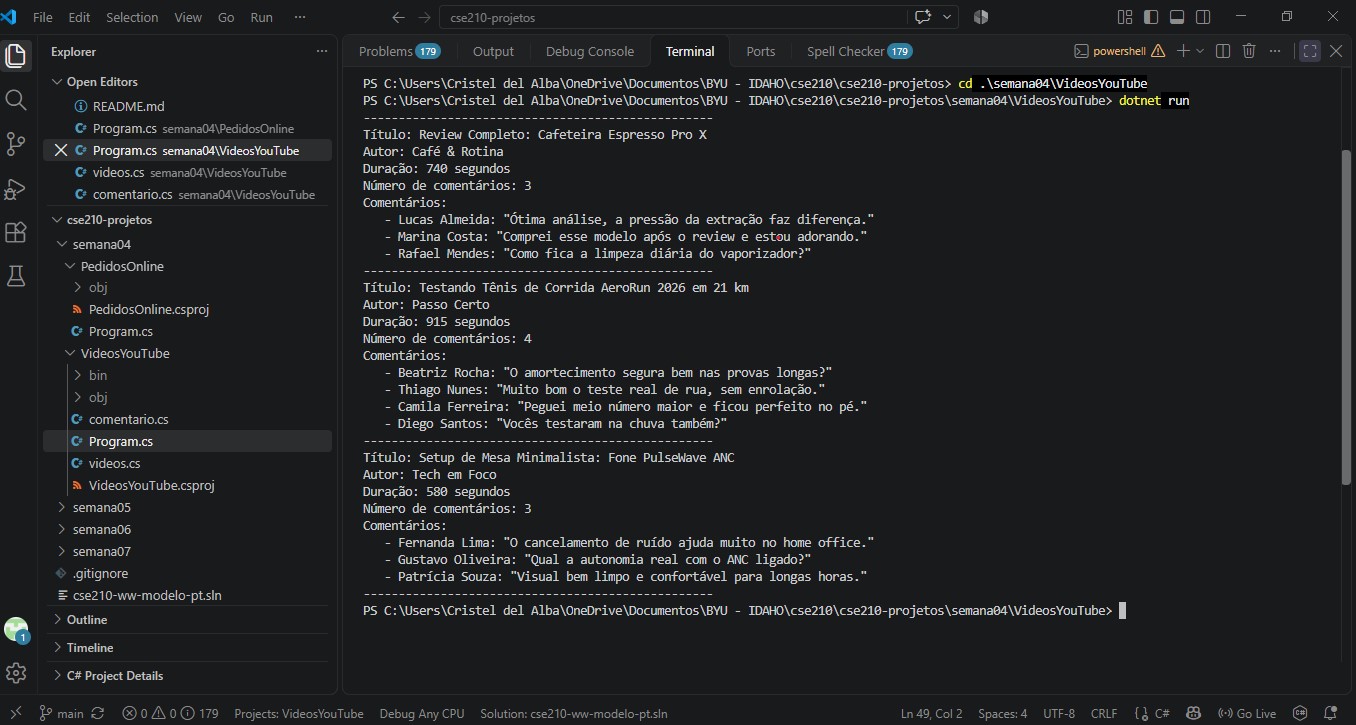 File Edit Selection View Go Run ···
cse210-projetos
Explorer ···
Open Editors
README.md
Program.cs semana04\PedidosOnline
Program.cs semana04\VideosYouTube
videos.cs semana04\VideosYouTube
comentario.cs semana04\VideosYouTube
cse210-projetos
semana04
PedidosOnline
obj
PedidosOnline.csproj
Program.cs
VideosYouTube
bin
obj
comentario.cs
Program.cs
videos.cs
VideosYouTube.csproj
semana05
semana06
semana07
.gitignore
cse210-ww-modelo-pt.sln
Outline
Timeline
C# Project Details
1
Problems 179 Output Debug Console Terminal Ports Spell Checker 179 powershell ···
PS C:\Users\Cristel del Alba\OneDrive\Documentos\BYU - IDAHO\cse210\cse210-projetos> cd .\semana04\VideosYouTube
PS C:\Users\Cristel del Alba\OneDrive\Documentos\BYU - IDAHO\cse210\cse210-projetos\semana04\VideosYouTube> dotnet run
--------------------------------------------------
Título: Review Completo: Cafeteira Espresso Pro X
Autor: Café & Rotina
Duração: 740 segundos
Número de comentários: 3
Comentários:
- Lucas Almeida: "Ótima análise, a pressão da extração faz diferença."
- Marina Costa: "Comprei esse modelo após o review e estou adorando."
- Rafael Mendes: "Como fica a limpeza diária do vaporizador?"
--------------------------------------------------
Título: Testando Tênis de Corrida AeroRun 2026 em 21 km
Autor: Passo Certo
Duração: 915 segundos
Número de comentários: 4
Comentários:
- Beatriz Rocha: "O amortecimento segura bem nas provas longas?"
- Thiago Nunes: "Muito bom o teste real de rua, sem enrolação."
- Camila Ferreira: "Peguei meio número maior e ficou perfeito no pé."
- Diego Santos: "Vocês testaram na chuva também?"
--------------------------------------------------
Título: Setup de Mesa Minimalista: Fone PulseWave ANC
Autor: Tech em Foco
Duração: 580 segundos
Número de comentários: 3
Comentários:
- Fernanda Lima: "O cancelamento de ruído ajuda muito no home office."
- Gustavo Oliveira: "Qual a autonomia real com o ANC ligado?"
- Patrícia Souza: "Visual bem limpo e confortável para longas horas."
--------------------------------------------------
PS C:\Users\Cristel del Alba\OneDrive\Documentos\BYU - IDAHO\cse210\cse210-projetos\semana04\VideosYouTube>
main 0 0 179 Projects: VideosYouTube Debug Any CPU Solution: cse210-ww-modelo-pt.sln Ln 49, Col 2 Spaces: 4 UTF-8 CRLF {} C# Go Live